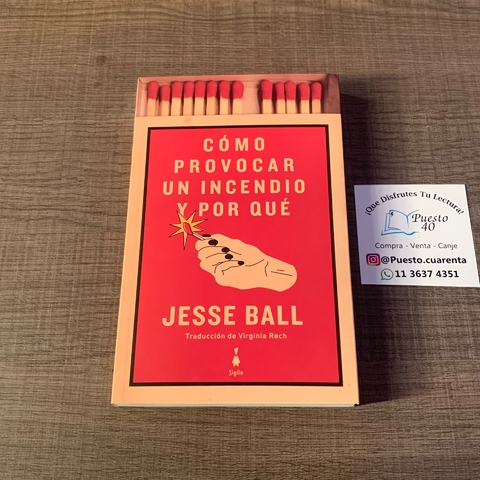 CÓMO
PROVOCAR
UN INCENDIO
Y POR QUÉ
JESSE BALL
Traducción de Virginia Rech
Sigilo
¡Que Disfrutes Tu Lectura!
Puesto
40
Compra - Venta - Canje
@Puesto.cuarenta
11 3637 4351